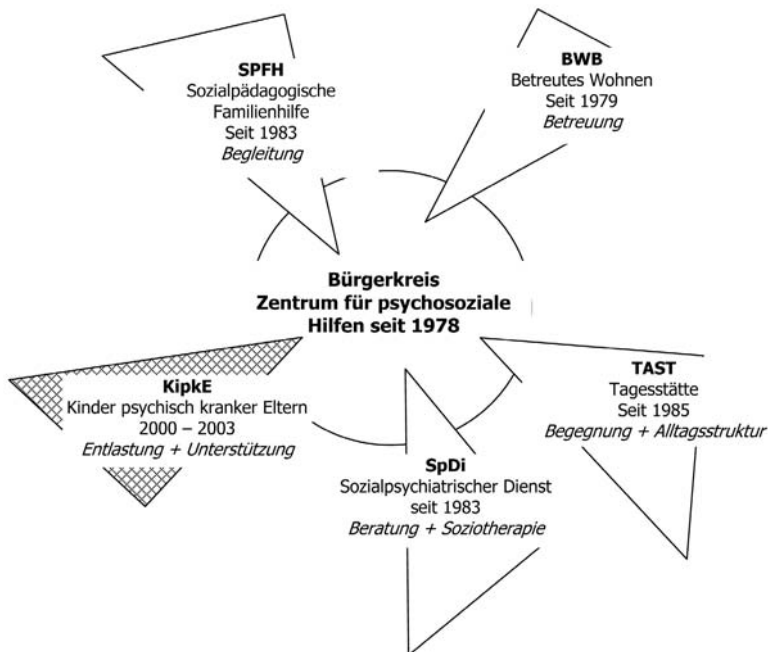 SPFH
Sozialpädagogische
Familienhilfe
Seit 1983
Begleitung
BWB
Betreutes Wohnen
Seit 1979
Betreuung
Bürgerkreis
Zentrum für psychosoziale
Hilfen seit 1978
KipkE
Kinder psychisch kranker Eltern
2000 – 2003
Entlastung + Unterstützung
SpDi
Sozialpsychiatrischer Dienst
seit 1983
Beratung + Soziotherapie
TAST
Tagesstätte
Seit 1985
Begegnung + Alltagsstruktur